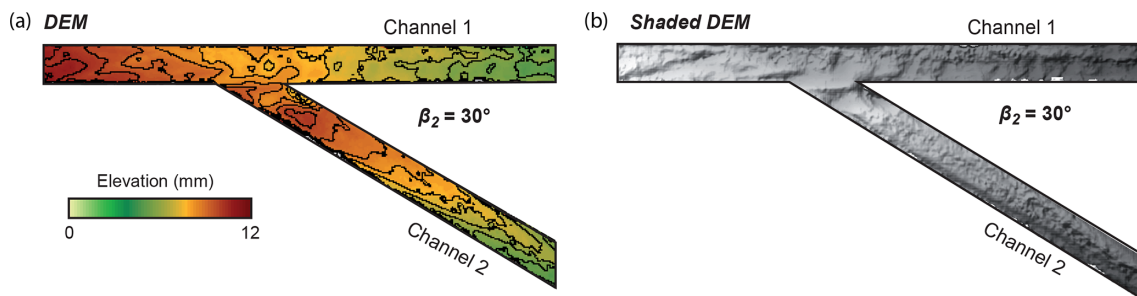 (a) DEM
Channel 1
β2 = 30°
Elevation (mm)
0 12
Channel 2
(b) Shaded DEM
Channel 1
β2 = 30°
Channel 2